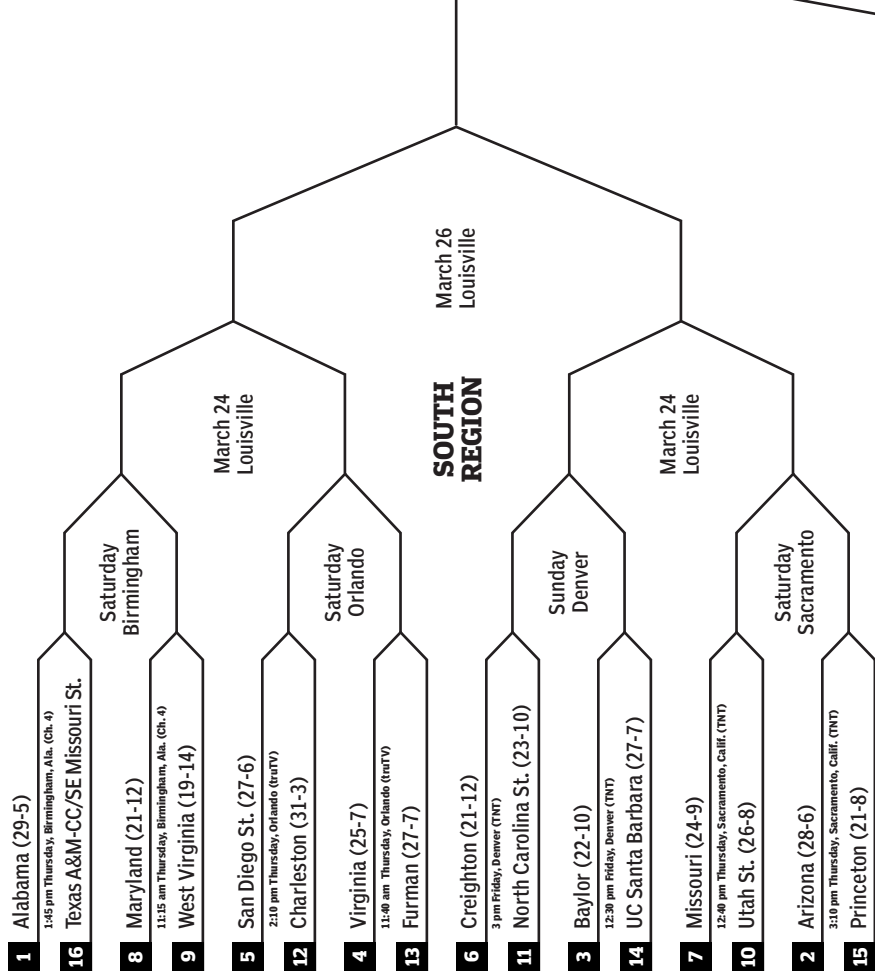 1 Alabama (29-5)
1:45 pm Thursday, Birmingham, Ala. (Ch. 4)
16 Texas A&M-CC/SE Missouri St.
8 Maryland (21-12)
11:15 am Thursday, Birmingham, Ala. (Ch. 4)
9 West Virginia (19-14)
5 San Diego St. (27-6)
2:10 pm Thursday, Orlando (truTV)
12 Charleston (31-3)
4 Virginia (25-7)
11:40 am Thursday, Orlando (truTV)
13 Furman (27-7)
6 Creighton (21-12)
3 pm Friday, Denver (TNT)
11 North Carolina St. (23-10)
3 Baylor (22-10)
12:30 pm Friday, Denver (TNT)
14 UC Santa Barbara (27-7)
7 Missouri (24-9)
12:40 pm Thursday, Sacramento, Calif. (TNT)
10 Utah St. (26-8)
2 Arizona (28-6)
3:10 pm Thursday, Sacramento, Calif. (TNT)
15 Princeton (21-8)
Saturday
Birmingham
Saturday
Orlando
Sunday
Denver
Saturday
Sacramento
March 24
Louisville
SOUTH
REGION
March 24
Louisville
March 26
Louisville